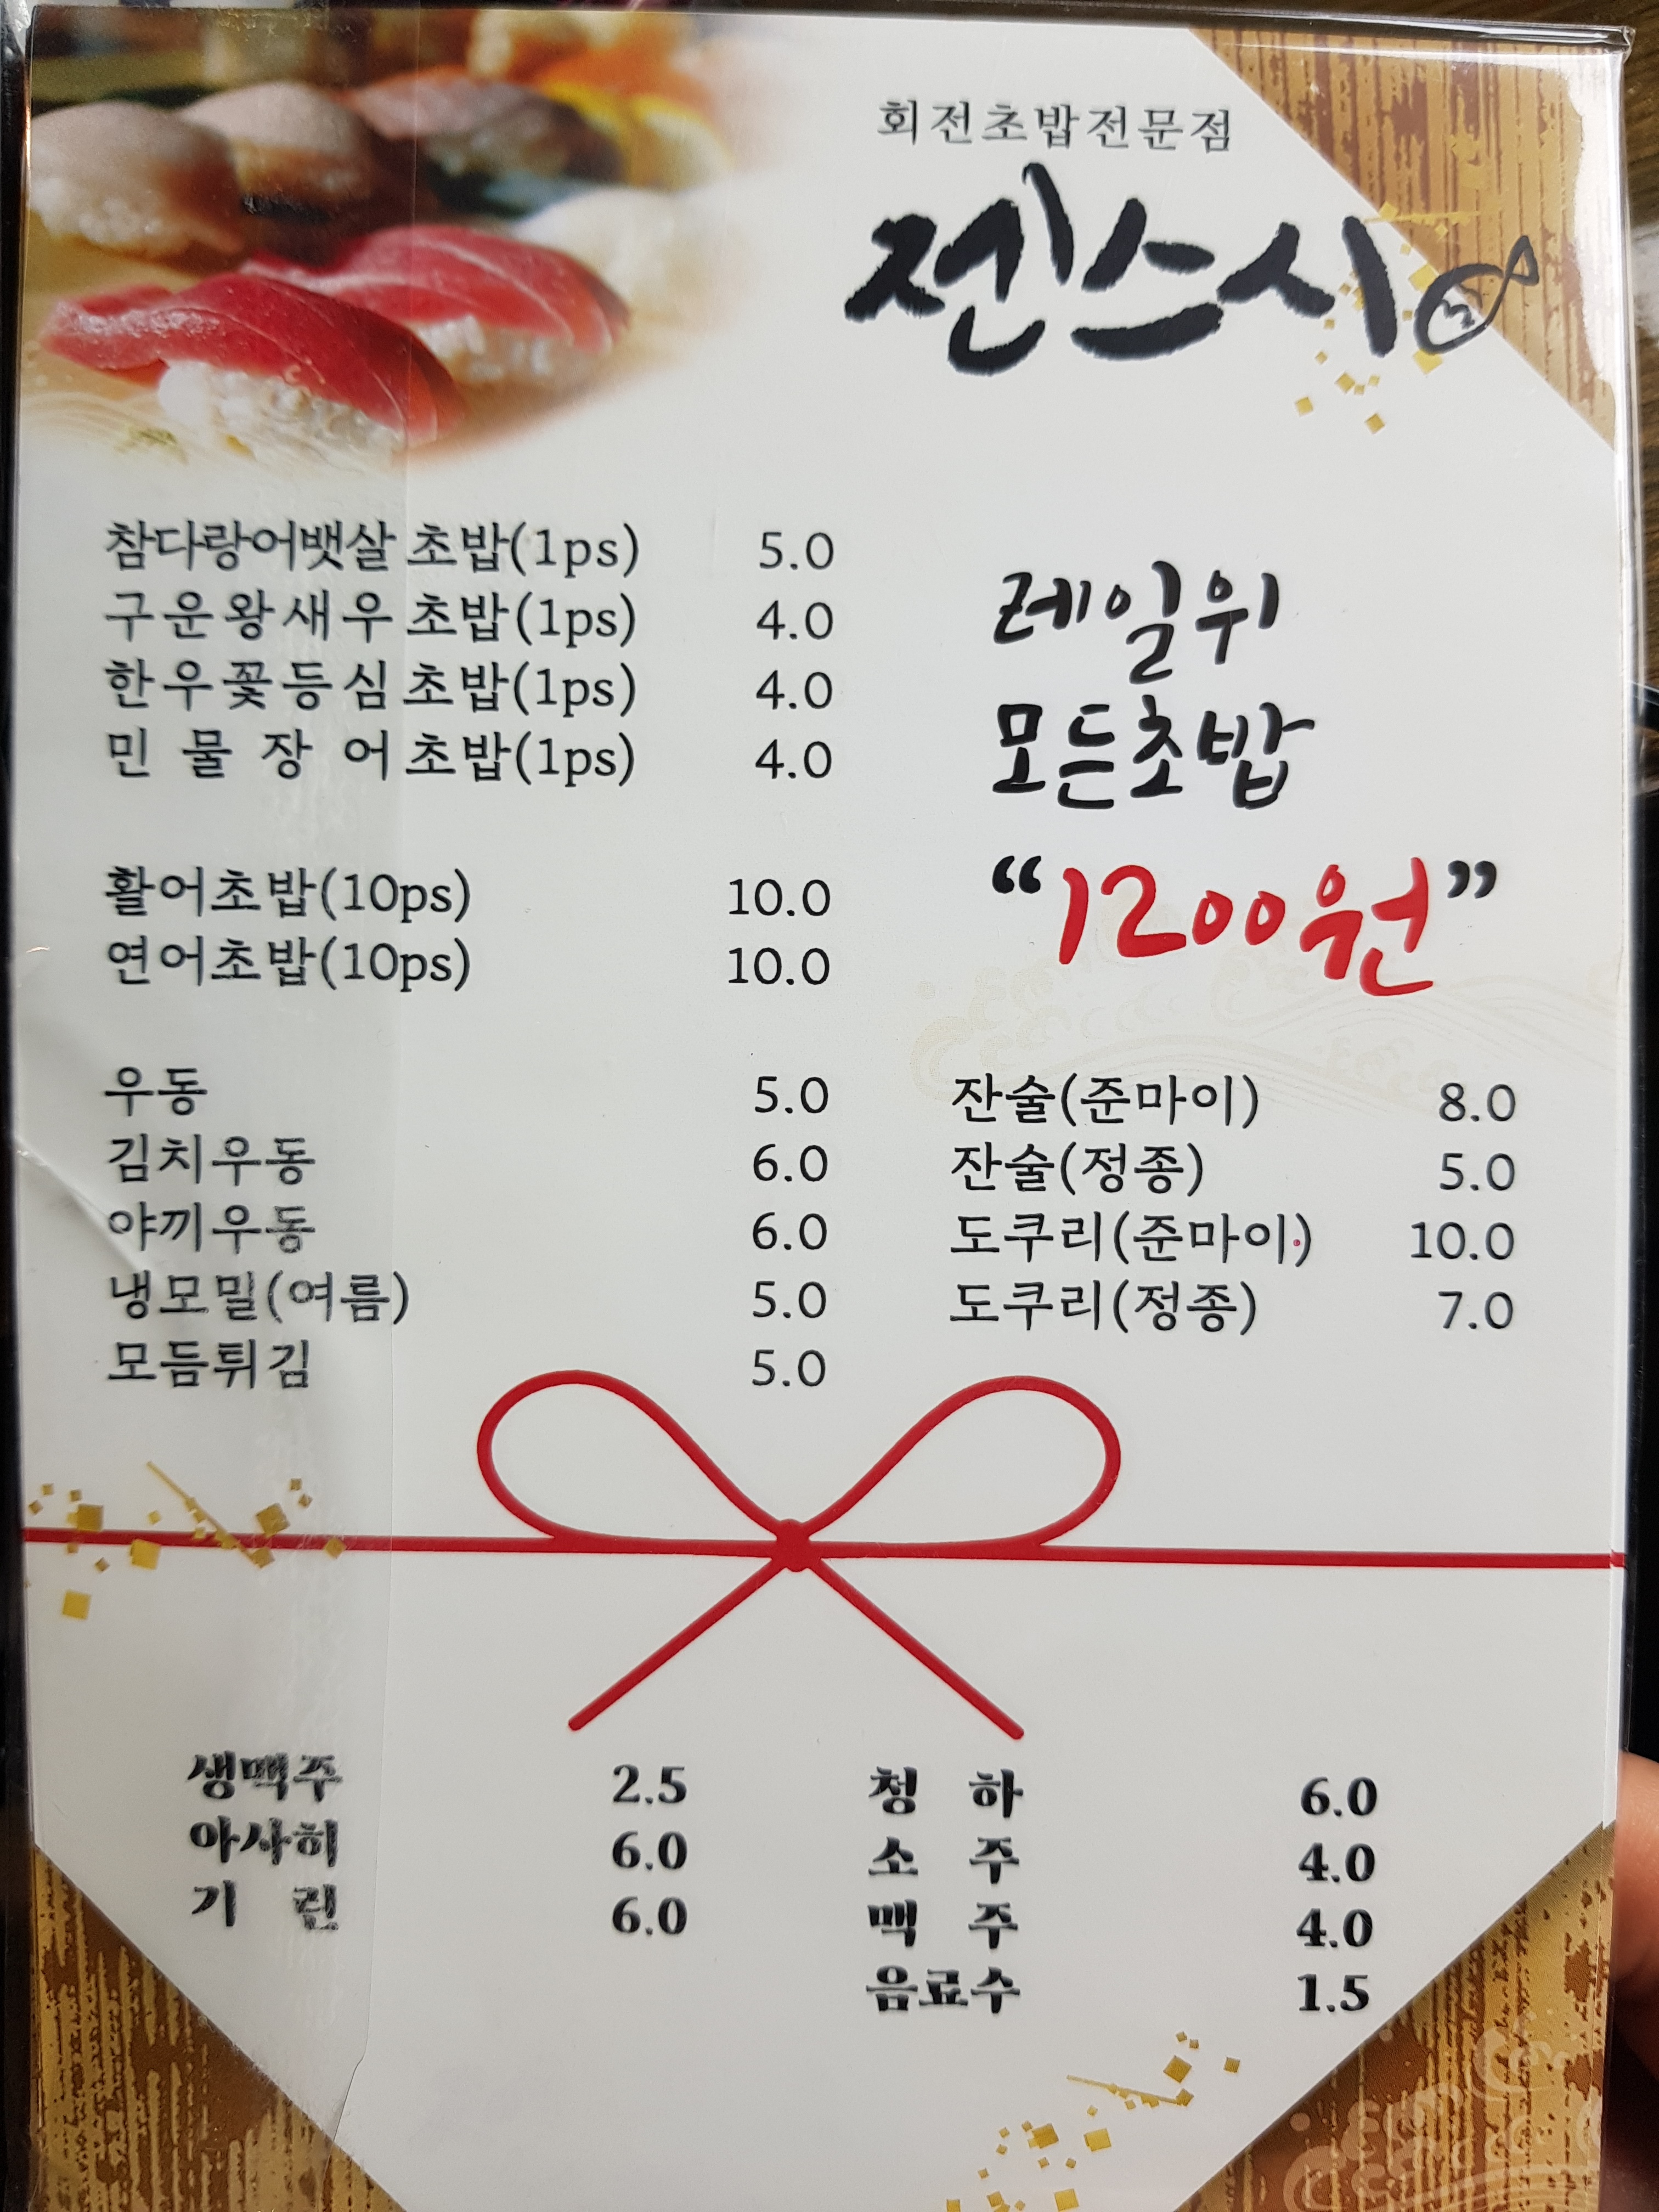 회전초밥전문점
젠스시
참다랑어뱃살 초밥(1ps) 5.0
구운왕새우 초밥(1ps) 4.0
한우꽃등심 초밥(1ps) 4.0
민물장어 초밥(1ps) 4.0
활어초밥(10ps) 10.0
연어초밥(10ps) 10.0
레일위
모든초밥
“1200원”
우동 5.0
김치우동 6.0
야끼우동 6.0
냉모밀(여름) 5.0
모듬튀김 5.0
잔술(준마이) 8.0
잔술(정종) 5.0
도쿠리(준마이) 10.0
도쿠리(정종) 7.0
생맥주 2.5
아사히 6.0
기린 6.0
청하 6.0
소주 4.0
맥주 4.0
음료수 1.5